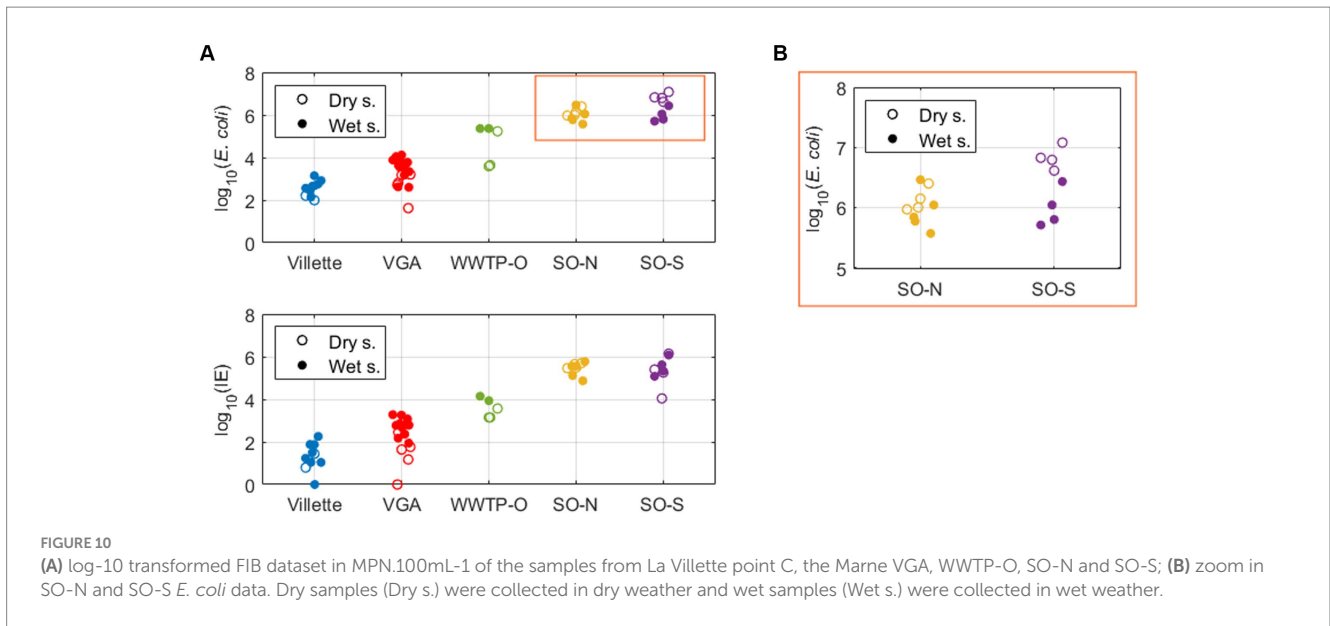 A
8
6
4
2
0
log10(E. coli)
Dry s.
Wet s.
Villette VGA WWTP-O SO-N SO-S
8
6
4
2
0
log10(IE)
Dry s.
Wet s.
Villette VGA WWTP-O SO-N SO-S
B
8
7
6
5
log10(E. coli)
Dry s.
Wet s.
SO-N SO-S
FIGURE 10
(A) log-10 transformed FIB dataset in MPN.100mL-1 of the samples from La Villette point C, the Marne VGA, WWTP-O, SO-N and SO-S; (B) zoom in
SO-N and SO-S E. coli data. Dry samples (Dry s.) were collected in dry weather and wet samples (Wet s.) were collected in wet weather.